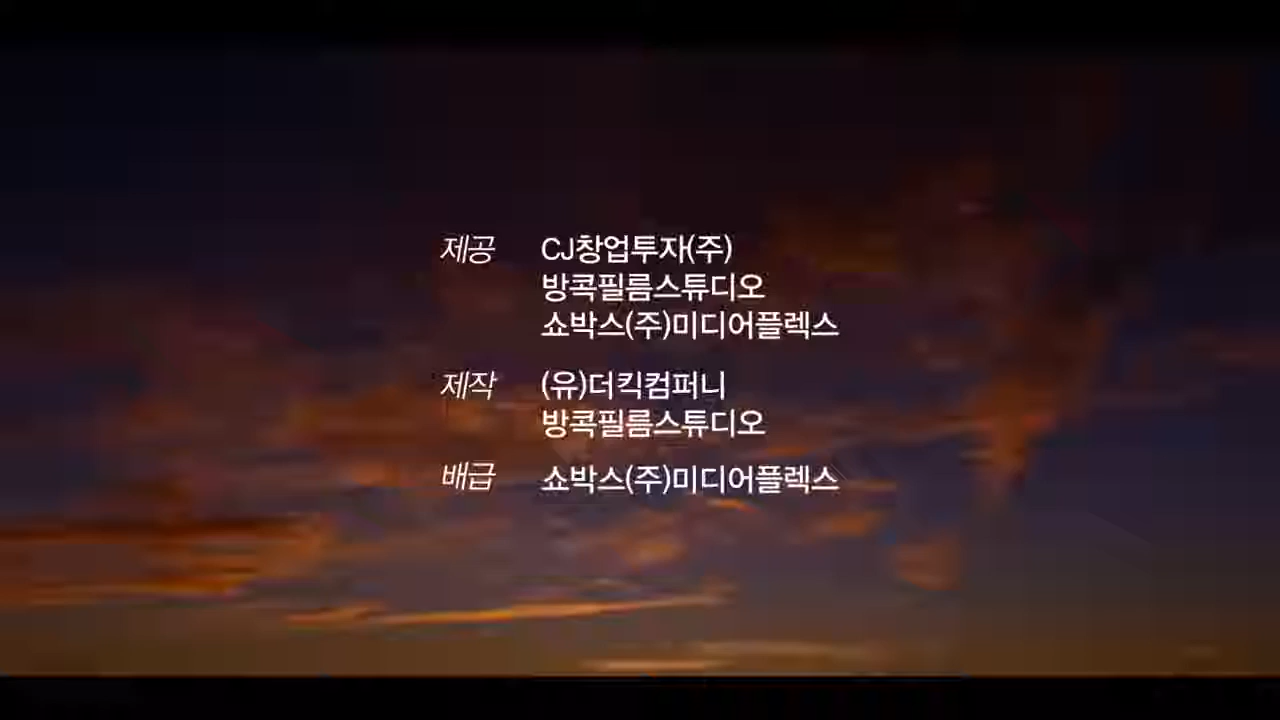 제공 CJ창업투자(주)
방콕필름스튜디오
쇼박스(주)미디어플렉스
제작 (유)더킥컴퍼니
방콕필름스튜디오
배급 쇼박스(주)미디어플렉스